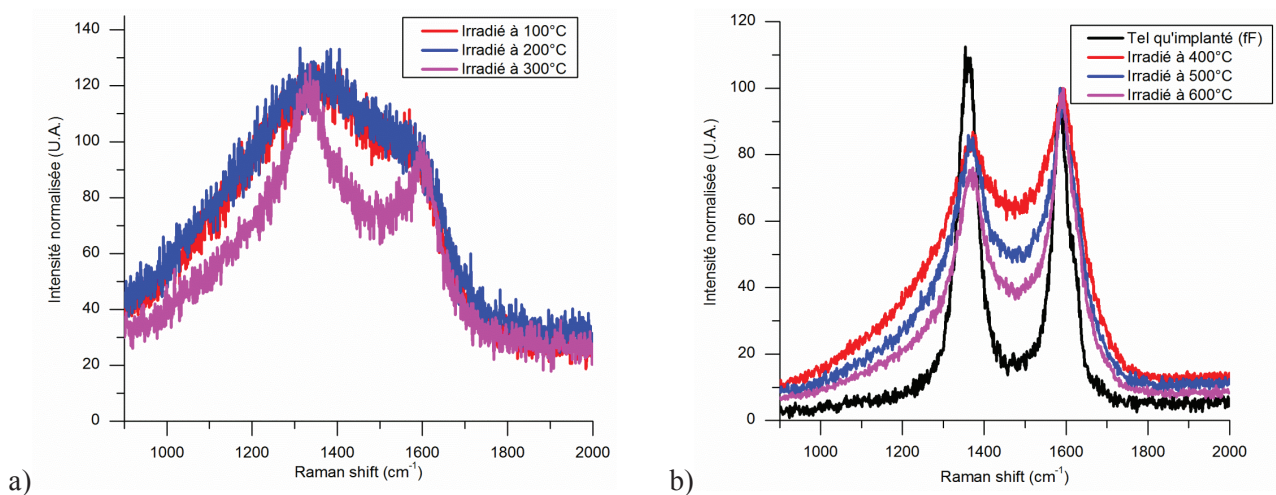 Irradié à 100°C
Irradié à 200°C
Irradié à 300°C
Intensité normalisée (U.A.)
140
120
100
80
60
40
20
0
1000 1200 1400 1600 1800 2000
Raman shift (cm⁻¹)
a)
Tel qu'implanté (fF)
Irradié à 400°C
Irradié à 500°C
Irradié à 600°C
Intensité normalisée (U.A.)
120
100
80
60
40
20
0
1000 1200 1400 1600 1800 2000
Raman shift (cm⁻¹)
b)